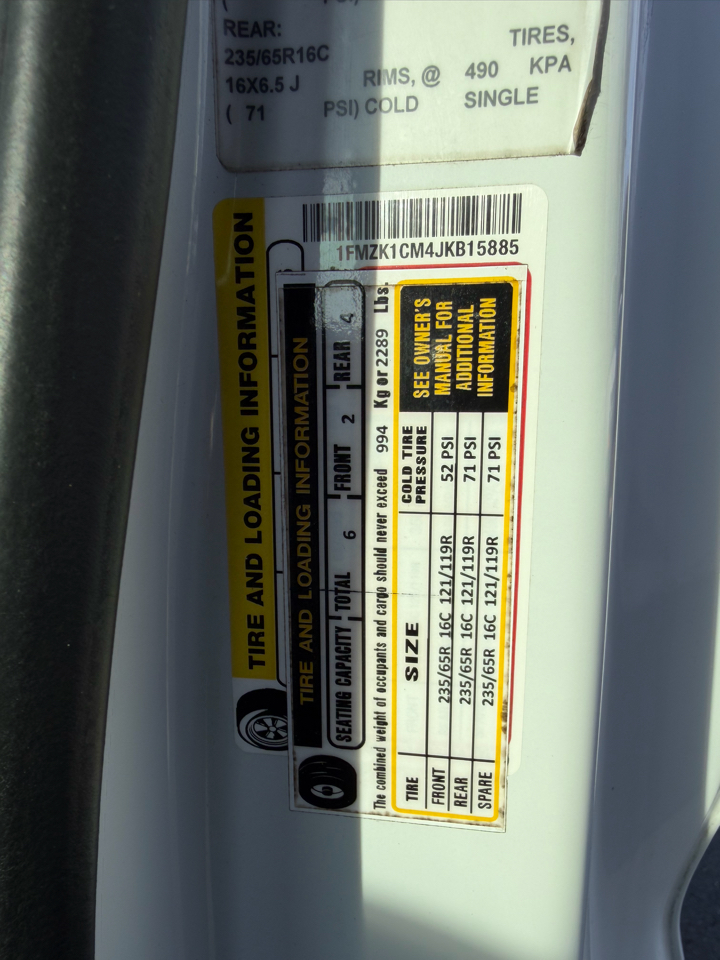 REAR:
235/65R16C TIRES,
16X6.5 J RIMS, @ 490 KPA
( 71 PSI) COLD SINGLE
1FMZK1CM4JKB15885
TIRE AND LOADING INFORMATION
TIRE AND LOADING INFORMATION
SEATING CAPACITY TOTAL 6 FRONT 2 REAR 4
The combined weight of occupants and cargo should never exceed 994 Kg or 2289 Lbs.
TIRE SIZE COLD TIRE PRESSURE
FRONT 235/65R 16C 121/119R 52 PSI
REAR 235/65R 16C 121/119R 71 PSI
SPARE 235/65R 16C 121/119R 71 PSI
SEE OWNER'S
MANUAL FOR
ADDITIONAL
INFORMATION